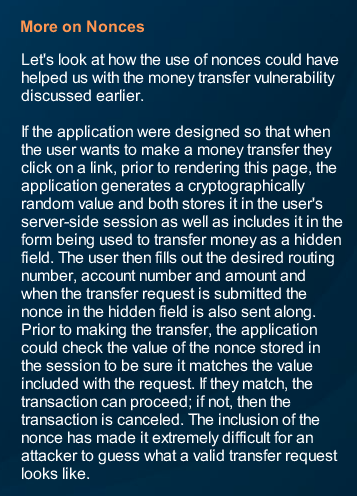 More on Nonces
Let's look at how the use of nonces could have
helped us with the money transfer vulnerability
discussed earlier.
If the application were designed so that when
the user wants to make a money transfer they
click on a link, prior to rendering this page, the
application generates a cryptographically
random value and both stores it in the user's
server-side session as well as includes it in the
form being used to transfer money as a hidden
field. The user then fills out the desired routing
number, account number and amount and
when the transfer request is submitted the
nonce in the hidden field is also sent along.
Prior to making the transfer, the application
could check the value of the nonce stored in
the session to be sure it matches the value
included with the request. If they match, the
transaction can proceed; if not, then the
transaction is canceled. The inclusion of the
nonce has made it extremely difficult for an
attacker to guess what a valid transfer request
looks like.